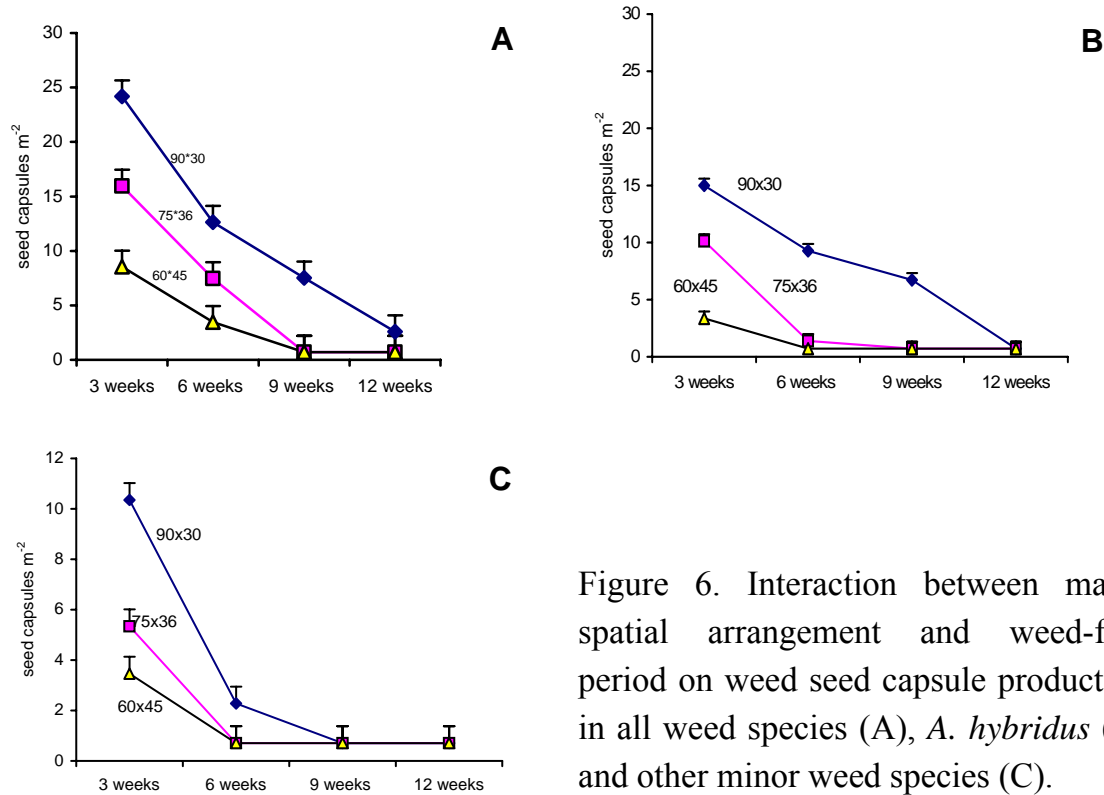 A
30
25
20
15
10
5
0
seed capsules m-2
90*30
75*36
60*45
3 weeks 6 weeks 9 weeks 12 weeks
B
30
25
20
15
10
5
0
seed capsules m-2
90x30
60x45 75x36
3 weeks 6 weeks 9 weeks 12 weeks
C
12
10
8
6
4
2
0
seed capsules m-2
90x30
75x36
60x45
3 weeks 6 weeks 9 weeks 12 weeks
Figure 6. Interaction between
spatial arrangement and
period on weed seed capsule
in all weed species (A), A. hybridus
and other minor weed species (C).